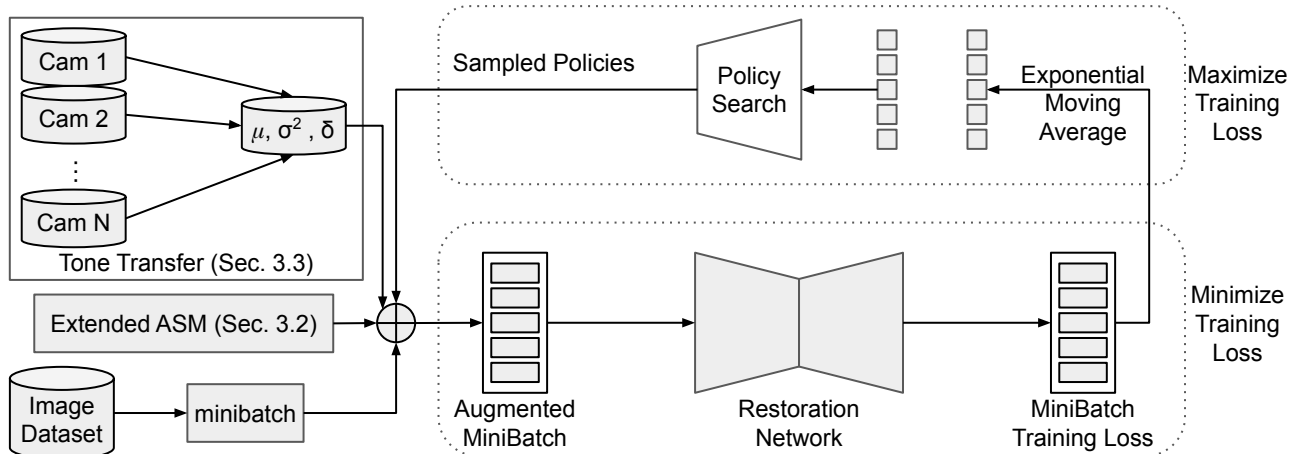 Cam 1
Cam 2
⋮
Cam N
μ, σ², δ
Tone Transfer (Sec. 3.3)
Extended ASM (Sec. 3.2)
Image
Dataset
minibatch
Sampled Policies
Policy
Search
Exponential
Moving
Average
Maximize
Training
Loss
Augmented
MiniBatch
Restoration
Network
MiniBatch
Training Loss
Minimize
Training
Loss